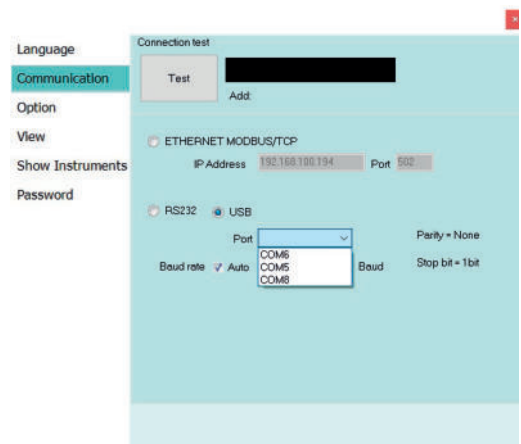 Language
Communication
Option
View
Show Instruments
Password
Connection test
Test
Add:
ETHERNET MODBUS/TCP
IP Address 192.168.100.194 Port 502
RS232 USB
Port
Parity = None
COM6
COM5
COM8
Baud rate Auto Baud
Stop bit = 1bit